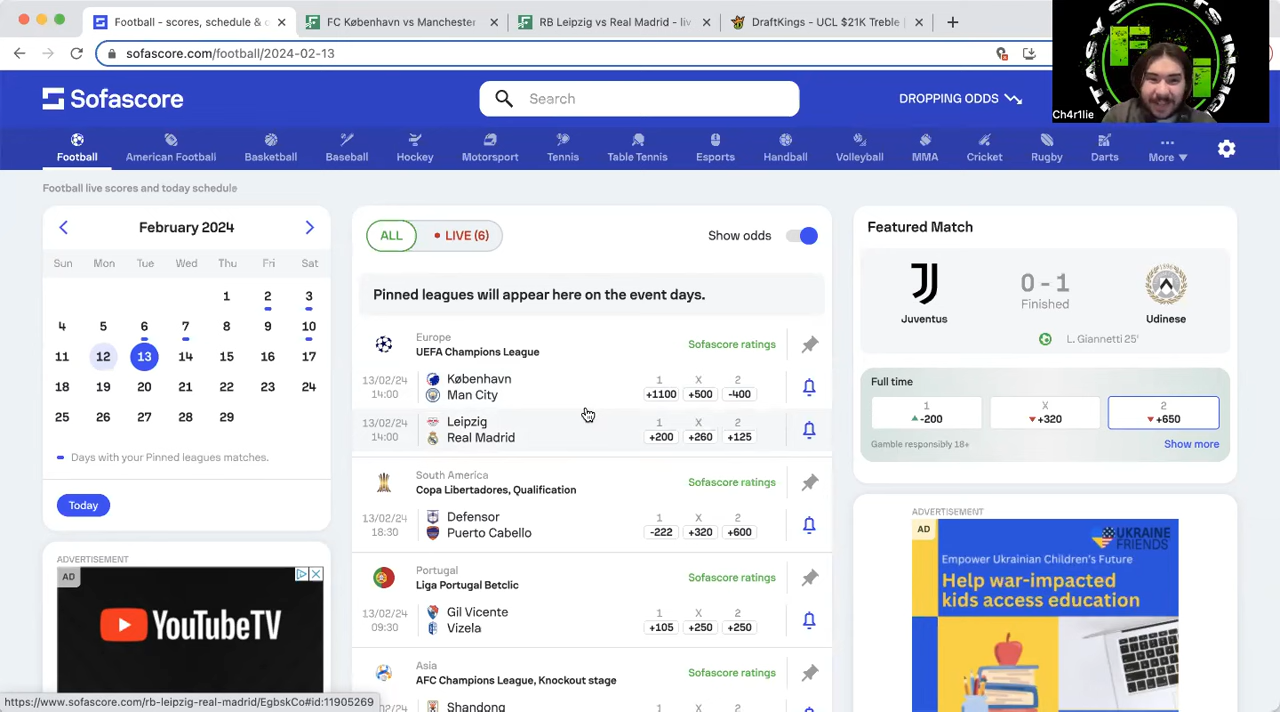 Football - scores, schedule &
FC København vs Manchester
RB Leipzig vs Real Madrid - liv
DraftKings - UCL $21K Treble
sofascore.com/football/2024-02-13
Ch4r1lie
Sofascore
Search
DROPPING ODDS
Football
American Football
Basketball
Baseball
Hockey
Motorsport
Tennis
Table Tennis
Esports
Handball
Volleyball
MMA
Cricket
Rugby
Darts
More
Football live scores and today schedule
February 2024
Sun Mon Tue Wed Thu Fri Sat
1 2 3
4 5 6 7 8 9 10
11 12 13 14 15 16 17
18 19 20 21 22 23 24
25 26 27 28 29
Days with your Pinned leagues matches.
Today
ADVERTISEMENT
AD
YouTubeTV
ALL
LIVE (6)
Show odds
Pinned leagues will appear here on the event days.
Europe
UEFA Champions League
Sofascore ratings
13/02/24
14:00
København
Man City
1 X 2
+1100 +500 -400
13/02/24
14:00
Leipzig
Real Madrid
1 X 2
+200 +260 +125
South America
Copa Libertadores, Qualification
Sofascore ratings
13/02/24
18:30
Defensor
Puerto Cabello
1 X 2
-222 +320 +600
Portugal
Liga Portugal Betclic
Sofascore ratings
13/02/24
09:30
Gil Vicente
Vizela
1 X 2
+105 +250 +250
Asia
AFC Champions League, Knockout stage
Sofascore ratings
13/02/24
Shandong
1 X 2
Featured Match
Juventus
0 - 1
Finished
Udinese
L. Giannetti 25'
Full time
1
-200
X
+320
2
+650
Gamble responsibly 18+
Show more
ADVERTISEMENT
AD
UKRAINE
FRIENDS
Empower Ukrainian Children's Future
Help war-impacted
kids access education
https://www.sofascore.com/rb-leipzig-real-madrid/EgbskCo#id:11905269